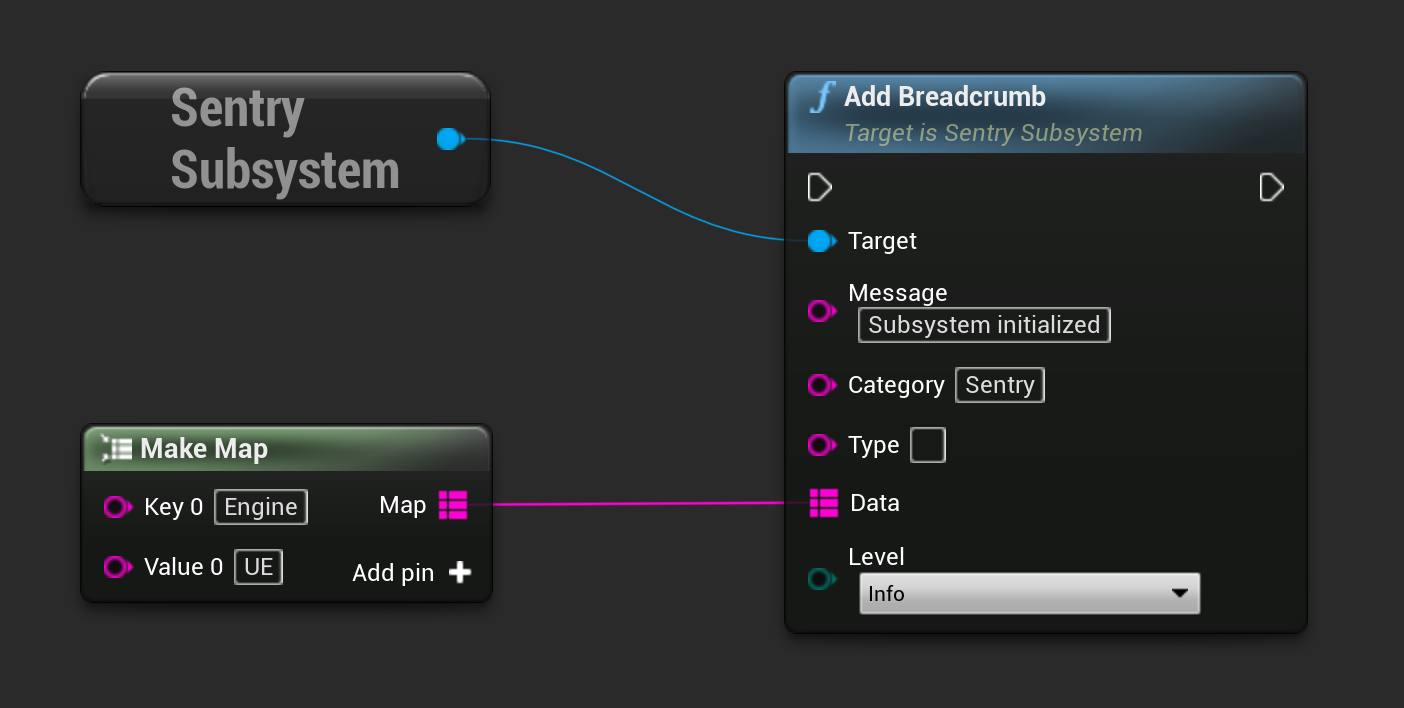 Sentry
Subsystem
Add Breadcrumb
Target is Sentry Subsystem
Target
Message
Subsystem initialized
Category Sentry
Type
Data
Level
Info
Make Map
Key 0 Engine Map
Value 0 UE Add pin